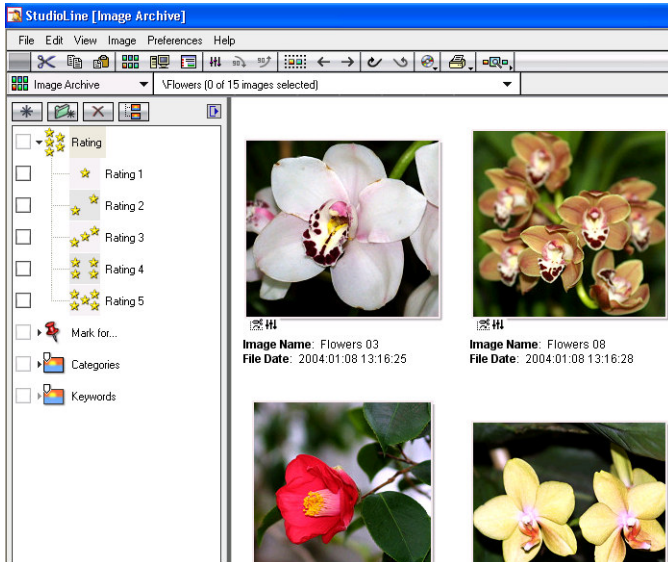 StudioLine [Image Archive]
File Edit View Image Preferences Help
90 90
Image Archive \Flowers (0 of 15 images selected)
Rating
Rating 1
Rating 2
Rating 3
Rating 4
Rating 5
Mark for...
Categories
Keywords
Image Name: Flowers 03
File Date: 2004:01:08 13:16:25
Image Name: Flowers 08
File Date: 2004:01:08 13:16:28